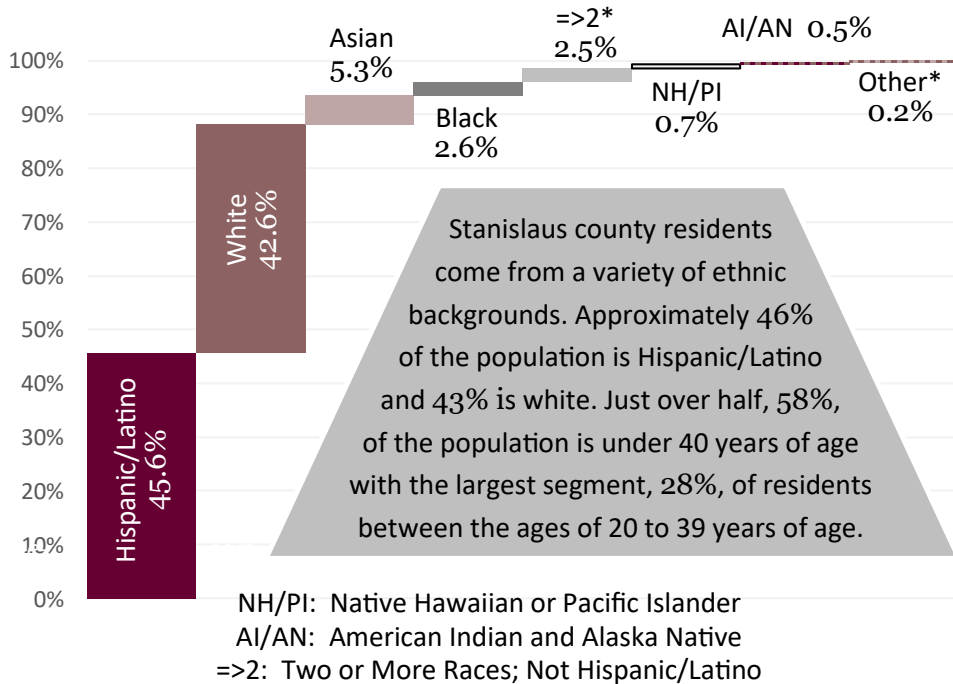 =>2*
2.5%
AI/AN 0.5%
Asian
5.3%
100%
90%
80%
70%
60%
50%
40%
30%
20%
10%
0%
Black
2.6%
NH/PI
0.7%
Other*
0.2%
White
42.6%
Hispanic/Latino
45.6%
Stanislaus county residents
come from a variety of ethnic
backgrounds. Approximately 46%
of the population is Hispanic/Latino
and 43% is white. Just over half, 58%,
of the population is under 40 years of age
with the largest segment, 28%, of residents
between the ages of 20 to 39 years of age.
NH/PI: Native Hawaiian or Pacific Islander
AI/AN: American Indian and Alaska Native
=>2: Two or More Races; Not Hispanic/Latino